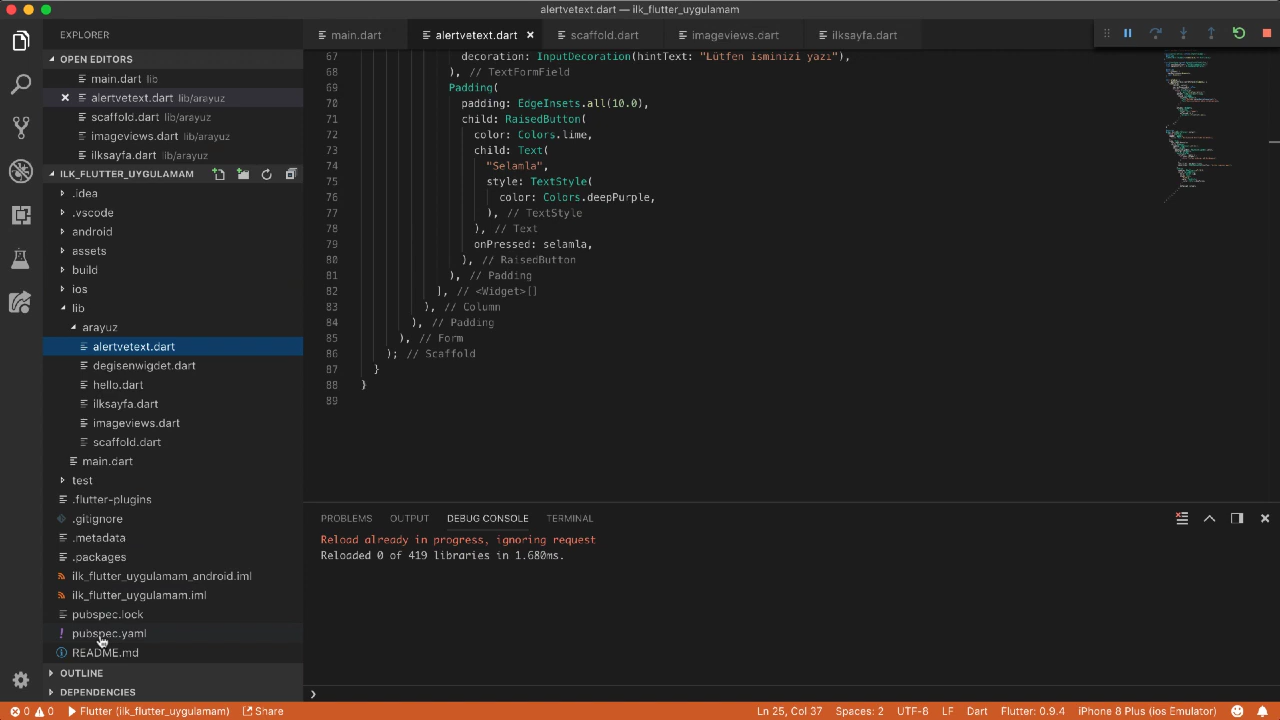 alertvetext.dart — ilk_flutter_uygulamam
EXPLORER
OPEN EDITORS
main.dart lib
alertvetext.dart lib/arayuz
scaffold.dart lib/arayuz
imageviews.dart lib/arayuz
ilksayfa.dart lib/arayuz
ILK_FLUTTER_UYGULAMAM
.idea
.vscode
android
assets
build
ios
lib
arayuz
alertvetext.dart
degisenwigdet.dart
hello.dart
ilksayfa.dart
imageviews.dart
scaffold.dart
main.dart
test
.flutter-plugins
.gitignore
.metadata
.packages
ilk_flutter_uygulamam_android.iml
ilk_flutter_uygulamam.iml
pubspec.lock
pubspec.yaml
README.md
OUTLINE
DEPENDENCIES
main.dart alertvetext.dart scaffold.dart imageviews.dart ilksayfa.dart
67 decoration: InputDecoration(hintText: "Lütfen isminizi yazı"),
68 ), // TextFormField
69 Padding(
70 padding: EdgeInsets.all(10.0),
71 child: RaisedButton(
72 color: Colors.lime,
73 child: Text(
74 "Selamla",
75 style: TextStyle(
76 color: Colors.deepPurple,
77 ), // TextStyle
78 ), // Text
79 onPressed: selamla,
80 ), // RaisedButton
81 ), // Padding
82 ], // <Widget>[]
83 ), // Column
84 ), // Padding
85 ), // Form
86 ); // Scaffold
87 }
88 }
89
PROBLEMS OUTPUT DEBUG CONSOLE TERMINAL
Reload already in progress, ignoring request
Reloaded 0 of 419 libraries in 1.680ms.
0 0 Flutter (ilk_flutter_uygulamam) Share Ln 25, Col 37 Spaces: 2 UTF-8 LF Dart Flutter: 0.9.4 iPhone 8 Plus (ios Emulator)